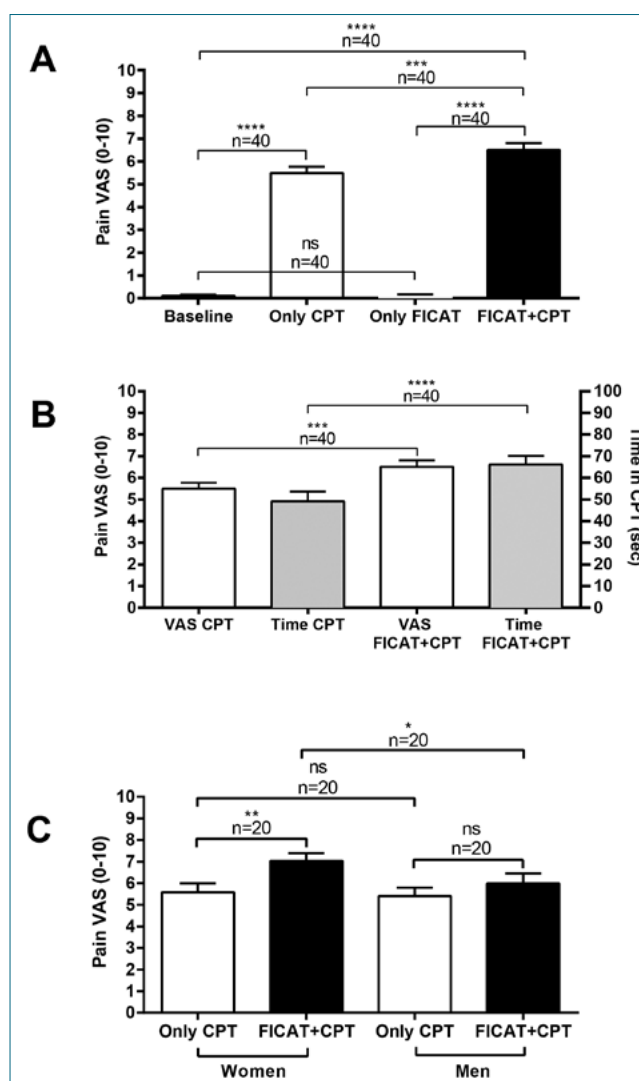 A
****
n=40
***
n=40
****
n=40
****
n=40
ns
n=40
Pain VAS (0-10)
10
9
8
7
6
5
4
3
2
1
0
Baseline
Only CPT
Only FICAT
FICAT+CPT
B
****
n=40
***
n=40
Pain VAS (0-10)
10
9
8
7
6
5
4
3
2
1
0
100
90
80
70
60
50
40
30
20
10
0
Time in CPT (sec)
VAS CPT
Time CPT
VAS
FICAT+CPT
Time
FICAT+CPT
C
*
n=20
ns
n=20
**
n=20
ns
n=20
Pain VAS (0-10)
10
9
8
7
6
5
4
3
2
1
0
Only CPT
FICAT+CPT
Only CPT
FICAT+CPT
Women
Men